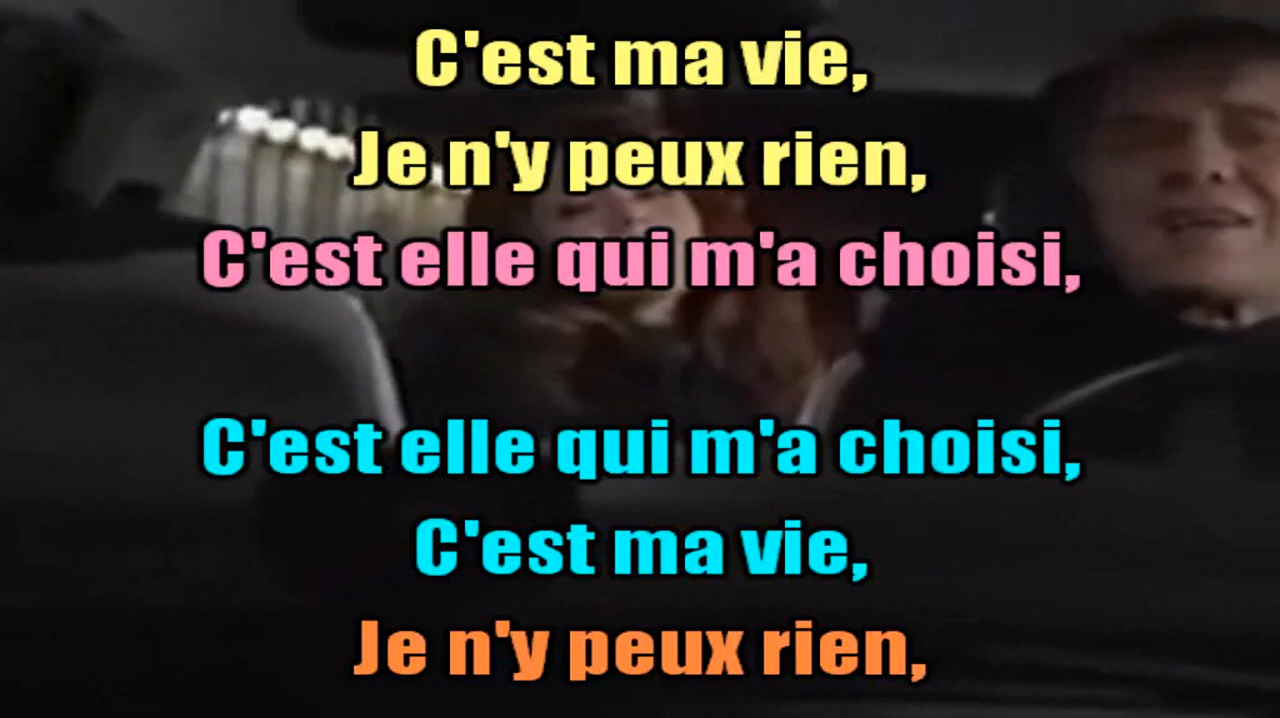 C'est ma vie,
Je n'y peux rien,
C'est elle qui m'a choisi,
C'est elle qui m'a choisi,
C'est ma vie,
Je n'y peux rien,